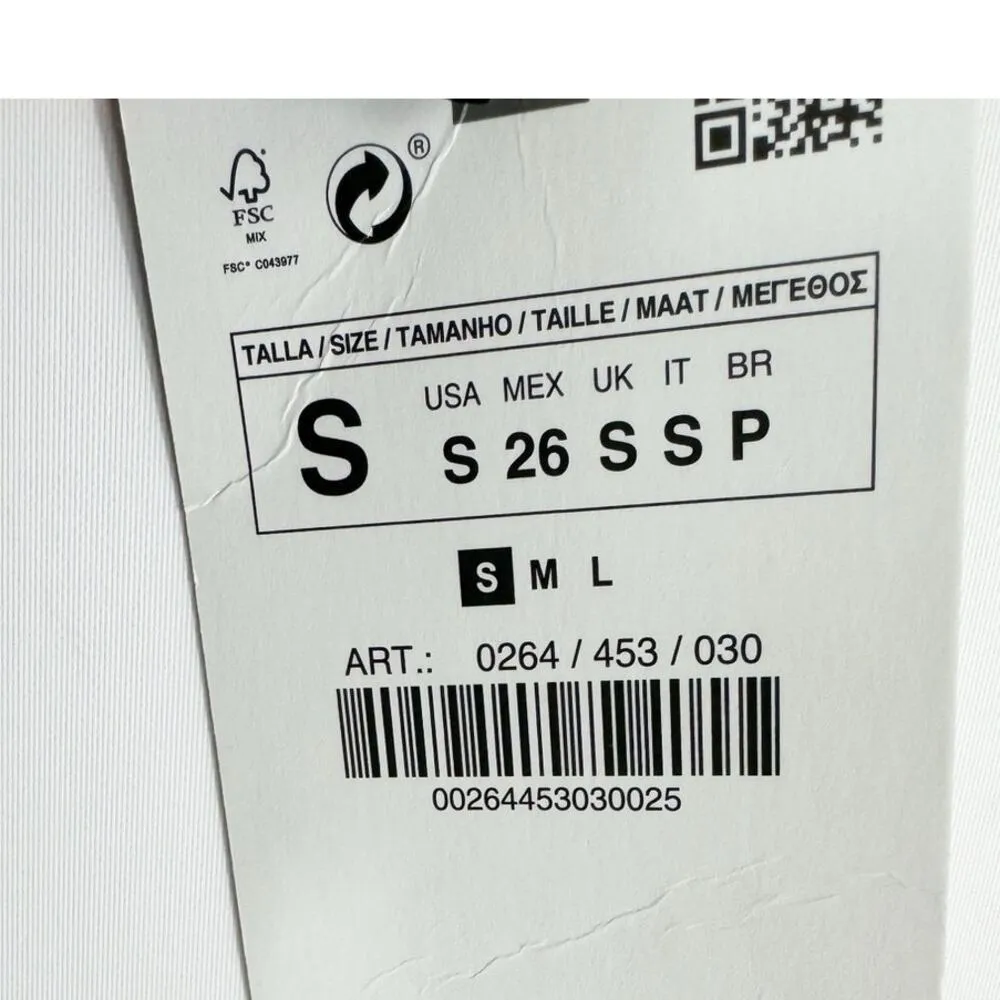 ®
FSC
MIX
FSC® C043977
TALLA / SIZE / TAMANHO / TAILLE / MAAT / ΜΕΓΕΘΟΣ
USA MEX UK IT BR
S S 26 S S P
S M L
ART.: 0264 / 453 / 030
00264453030025